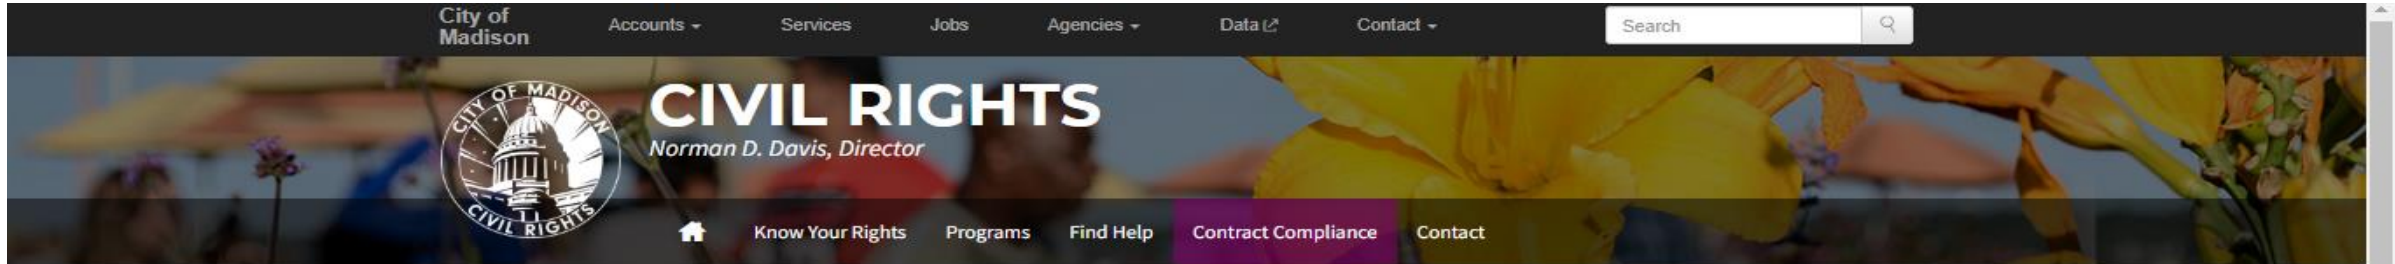 City of Madison
Accounts Services Jobs Agencies Data Contact Search
CITY OF MADISON
CIVIL RIGHTS
CIVIL RIGHTS
Norman D. Davis, Director
Know Your Rights Programs Find Help Contract Compliance Contact